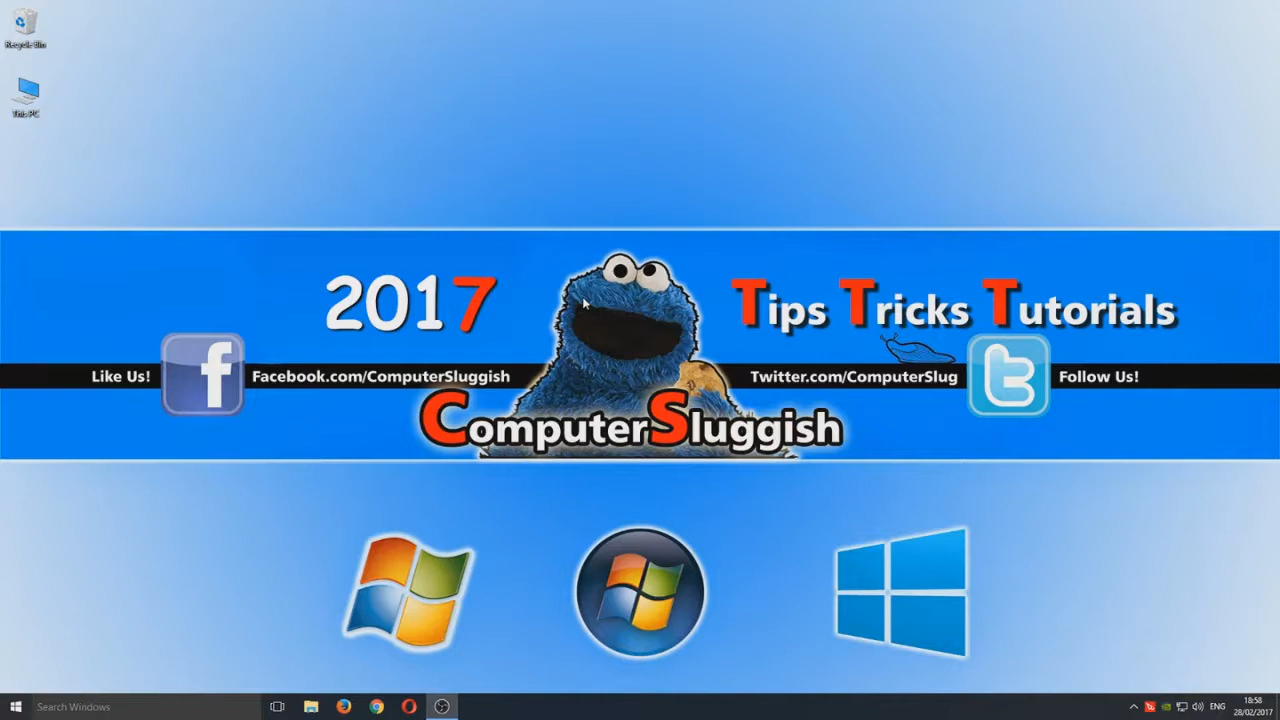 Recycle Bin
This PC
2017
Tips Tricks Tutorials
Like Us!
Facebook.com/ComputerSluggish
Twitter.com/ComputerSlug
Follow Us!
ComputerSluggish
Search Windows
ENG
18:58
28/02/2017